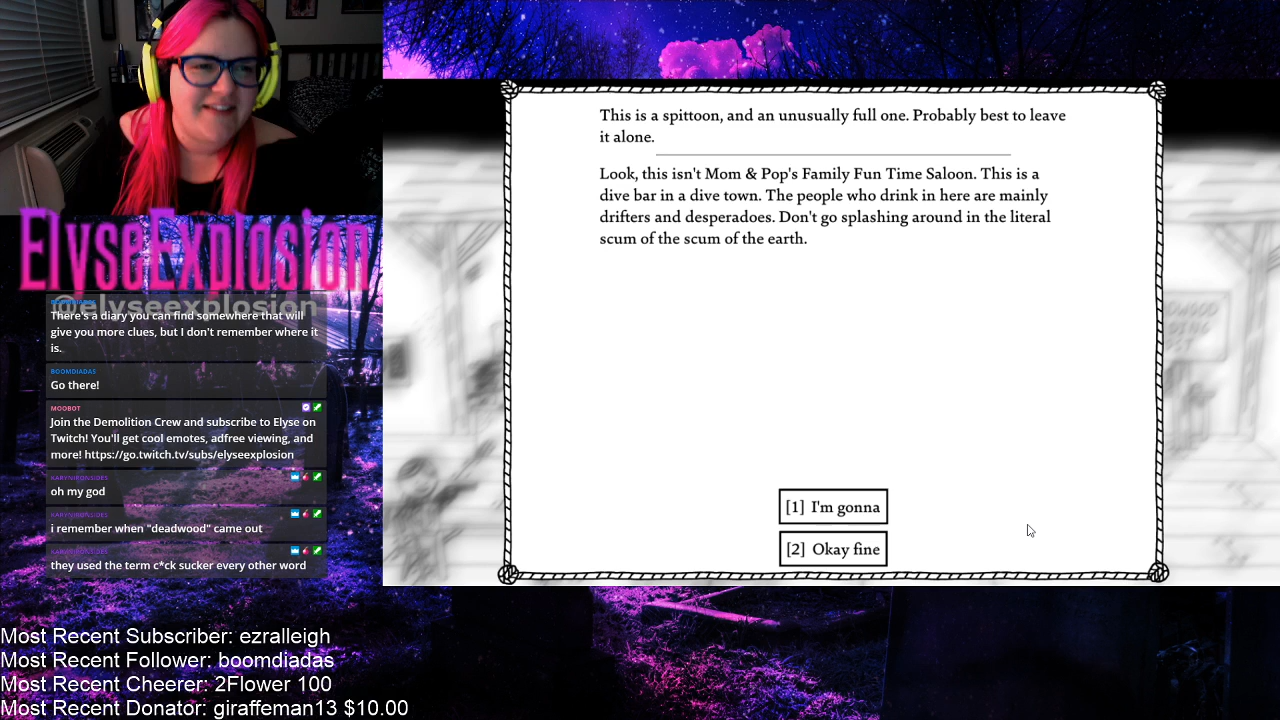 ElyseExplosion
@elyseexplosion
There's a diary you can find somewhere that will
give you more clues, but I don't remember where it
is.
BOOMDIADAS
Go there!
MOOBOT
Join the Demolition Crew and subscribe to Elyse on
Twitch! You'll get cool emotes, adfree viewing, and
more! https://go.twitch.tv/subs/elyseexplosion
KARYNIRONSIDES
oh my god
KARYNIRONSIDES
i remember when "deadwood" came out
KARYNIRONSIDES
they used the term c*ck sucker every other word
Most Recent Subscriber: ezralleigh
Most Recent Follower: boomdiadas
Most Recent Cheerer: 2Flower 100
Most Recent Donator: giraffeman13 $10.00
This is a spittoon, and an unusually full one. Probably best to leave
it alone.
Look, this isn't Mom & Pop's Family Fun Time Saloon. This is a
dive bar in a dive town. The people who drink in here are mainly
drifters and desperadoes. Don't go splashing around in the literal
scum of the scum of the earth.
[1] I'm gonna
[2] Okay fine